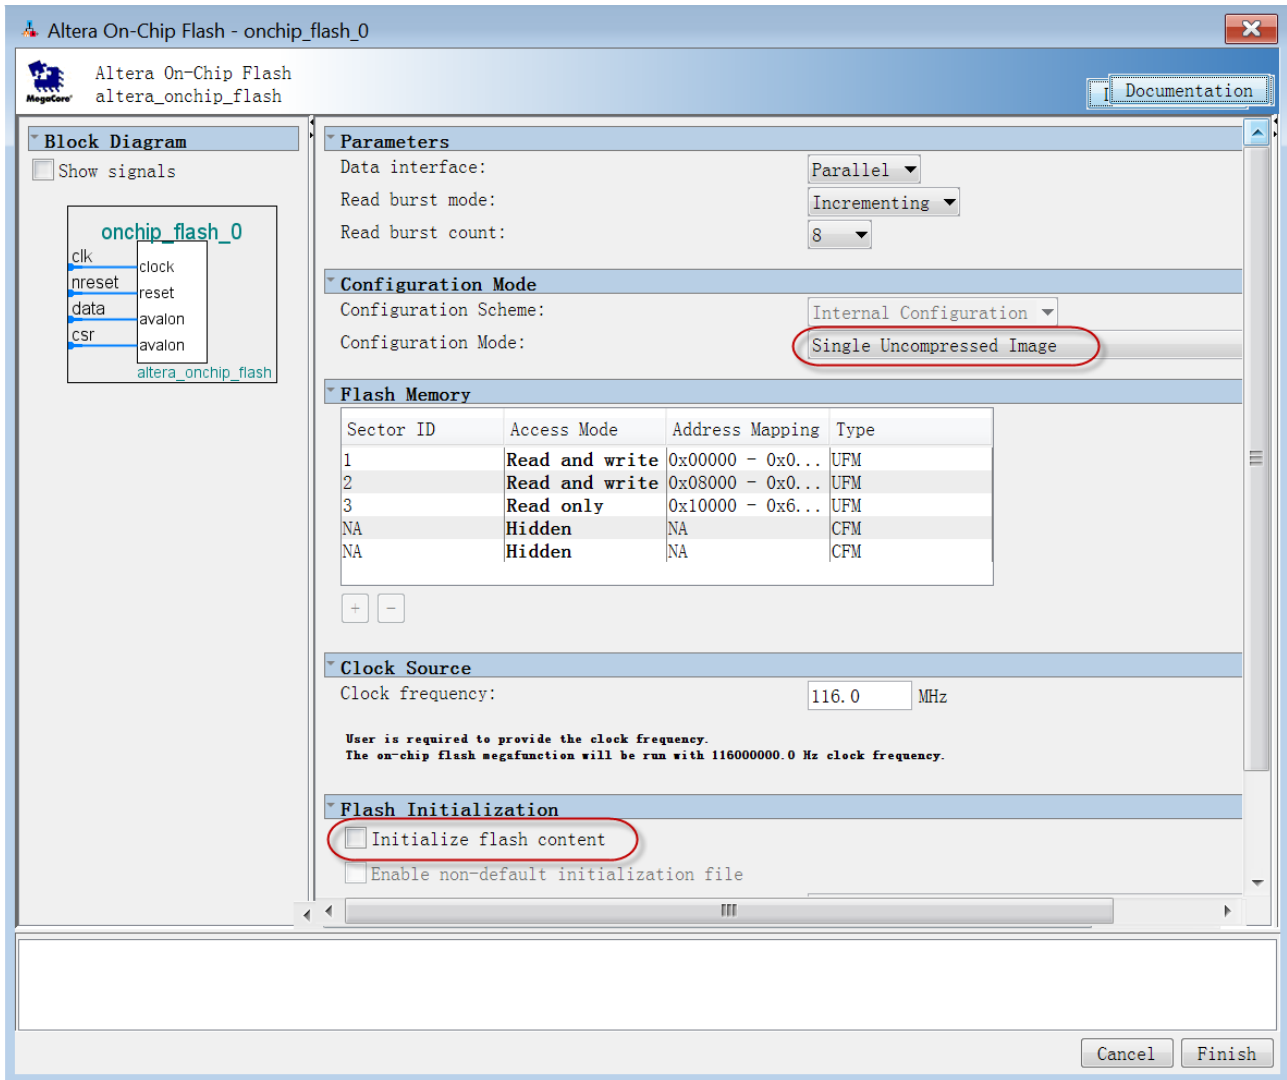 Altera On-Chip Flash - onchip_flash_0
MegaCore®
Altera On-Chip Flash
altera_onchip_flash
Documentation
Block Diagram
Show signals
onchip_flash_0
clk
clock
nreset
reset
data
avalon
csr
avalon
altera_onchip_flash
Parameters
Data interface: Parallel
Read burst mode: Incrementing
Read burst count: 8
Configuration Mode
Configuration Scheme: Internal Configuration
Configuration Mode: Single Uncompressed Image
Flash Memory
Sector ID Access Mode Address Mapping Type
1 Read and write 0x00000 - 0x0... UFM
2 Read and write 0x08000 - 0x0... UFM
3 Read only 0x10000 - 0x6... UFM
NA Hidden NA CFM
NA Hidden NA CFM
+ -
Clock Source
Clock frequency: 116.0 MHz
User is required to provide the clock frequency.
The on-chip flash megafunction will be run with 116000000.0 Hz clock frequency.
Flash Initialization
Initialize flash content
Enable non-default initialization file
Cancel Finish